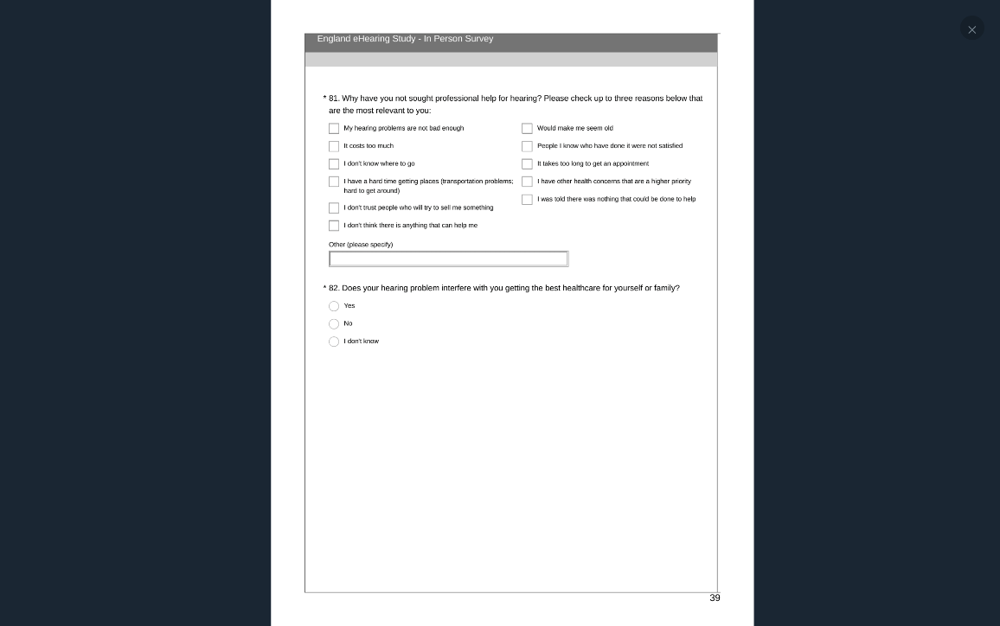 England eHearing Study - In Person Survey
* 81. Why have you not sought professional help for hearing? Please check up to three reasons below that
are the most relevant to you:
My hearing problems are not bad enough
It costs too much
I don't know where to go
I have a hard time getting places (transportation problems;
hard to get around)
I don't trust people who will try to sell me something
I don't think there is anything that can help me
Would make me seem old
People I know who have done it were not satisfied
It takes too long to get an appointment
I have other health concerns that are a higher priority
I was told there was nothing that could be done to help
Other (please specify)
* 82. Does your hearing problem interfere with you getting the best healthcare for yourself or family?
Yes
No
I don't know
39